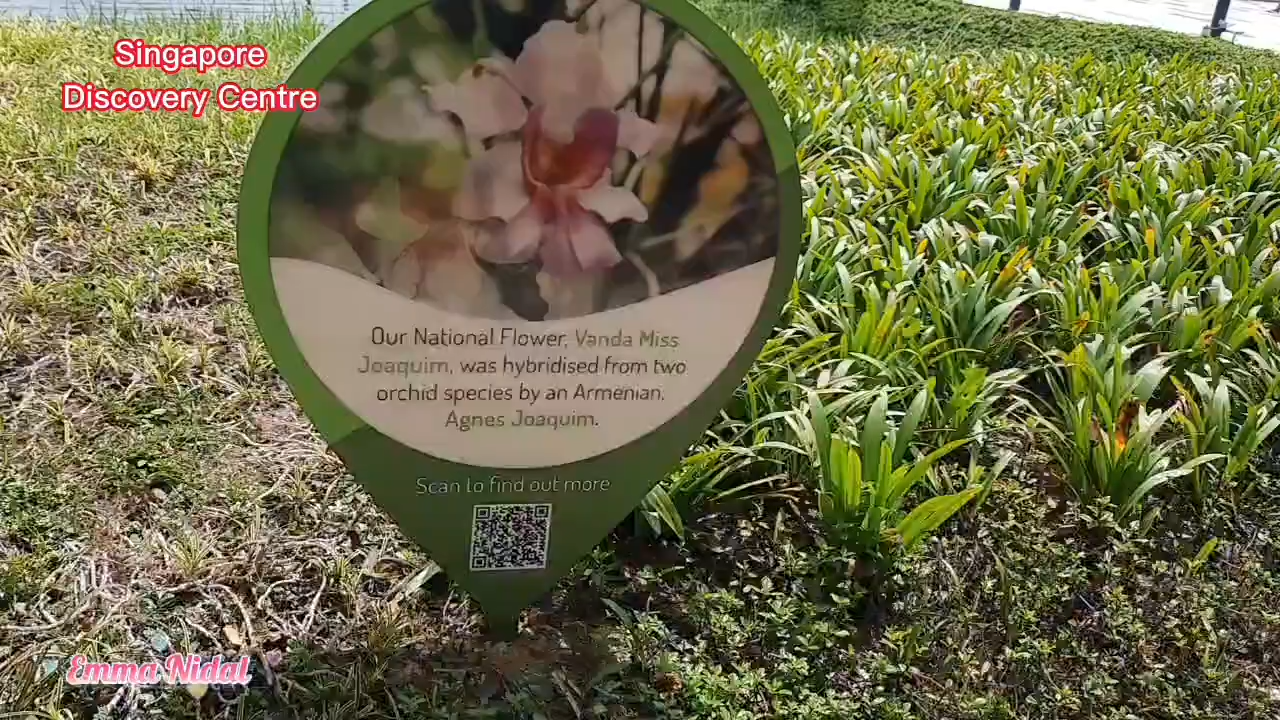 Singapore
Discovery Centre
Our National Flower, Vanda Miss
Joaquim, was hybridised from two
orchid species by an Armenian,
Agnes Joaquim.
Scan to find out more
Emma Nidal